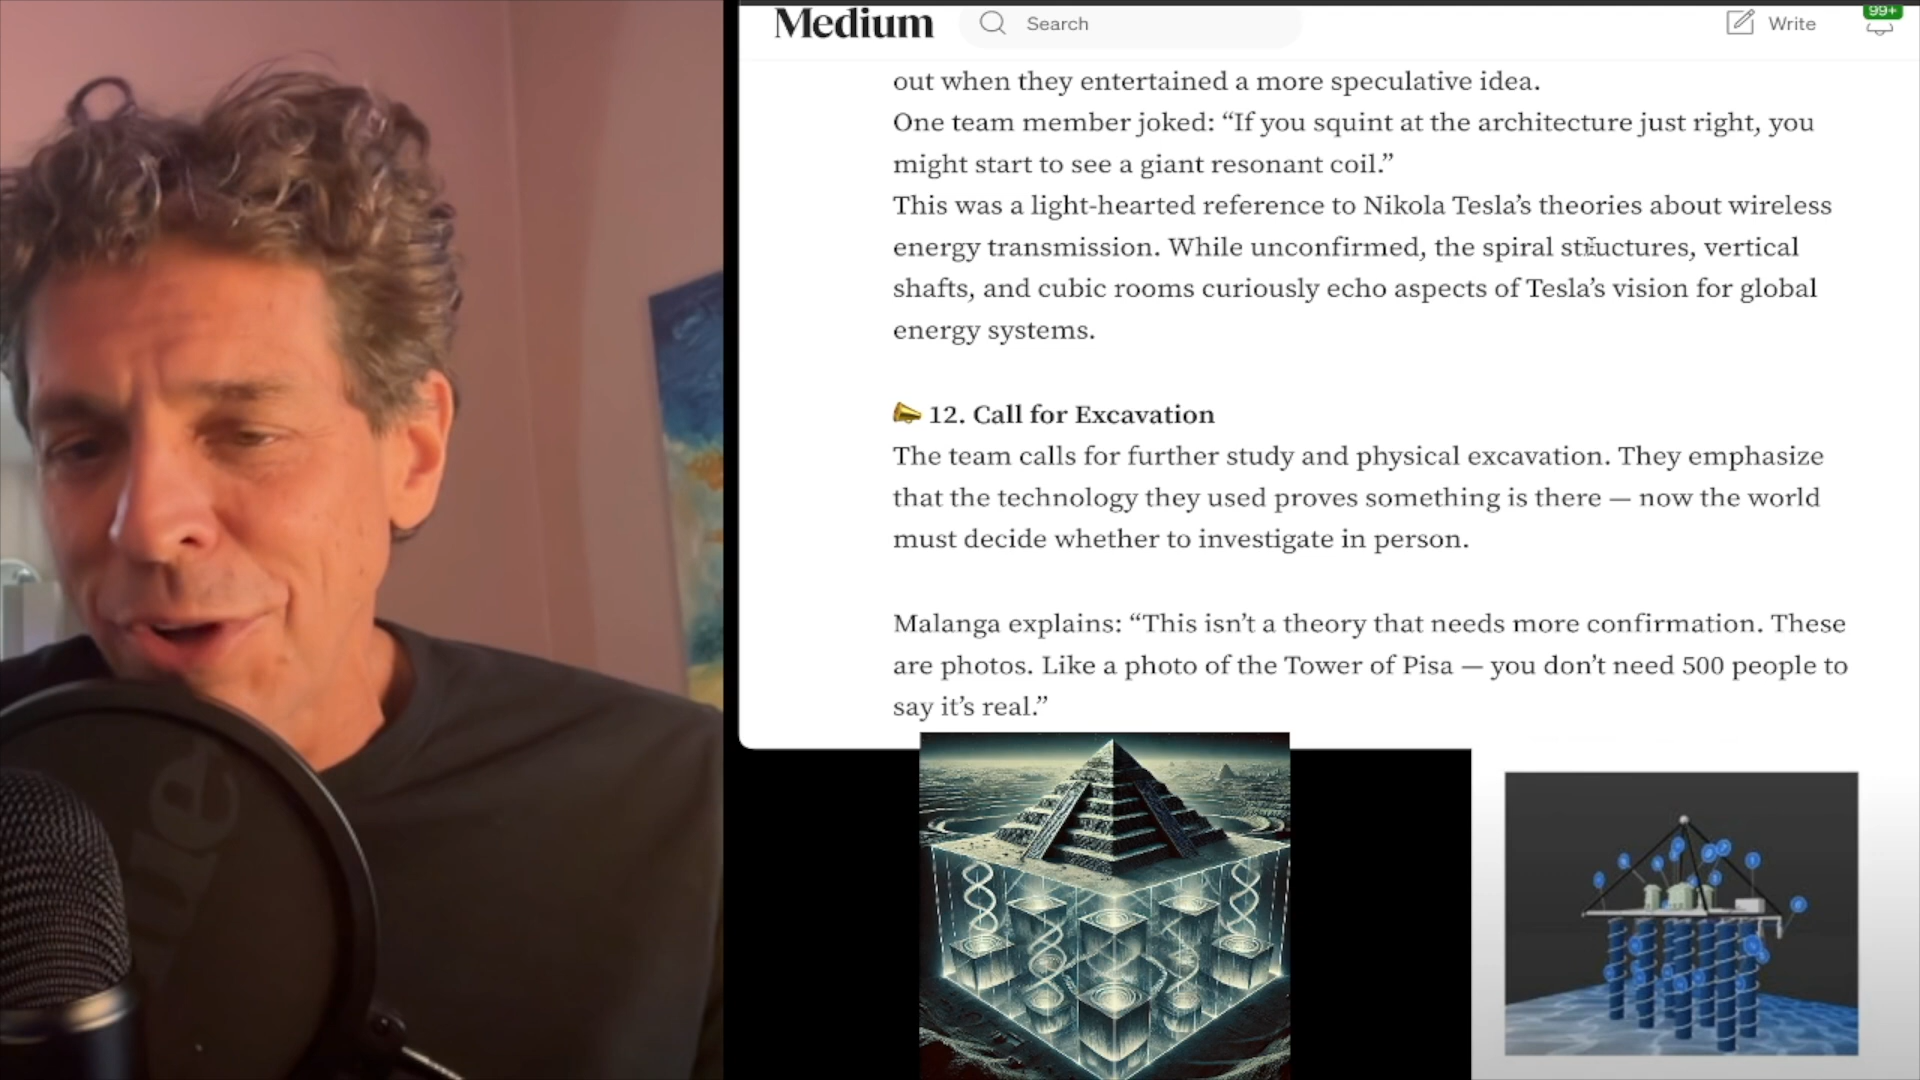 Medium
Search
Write
99+
out when they entertained a more speculative idea.
One team member joked: “If you squint at the architecture just right, you
might start to see a giant resonant coil.”
This was a light-hearted reference to Nikola Tesla’s theories about wireless
energy transmission. While unconfirmed, the spiral structures, vertical
shafts, and cubic rooms curiously echo aspects of Tesla’s vision for global
energy systems.
12. Call for Excavation
The team calls for further study and physical excavation. They emphasize
that the technology they used proves something is there — now the world
must decide whether to investigate in person.
Malanga explains: “This isn’t a theory that needs more confirmation. These
are photos. Like a photo of the Tower of Pisa — you don’t need 500 people to
say it’s real.”